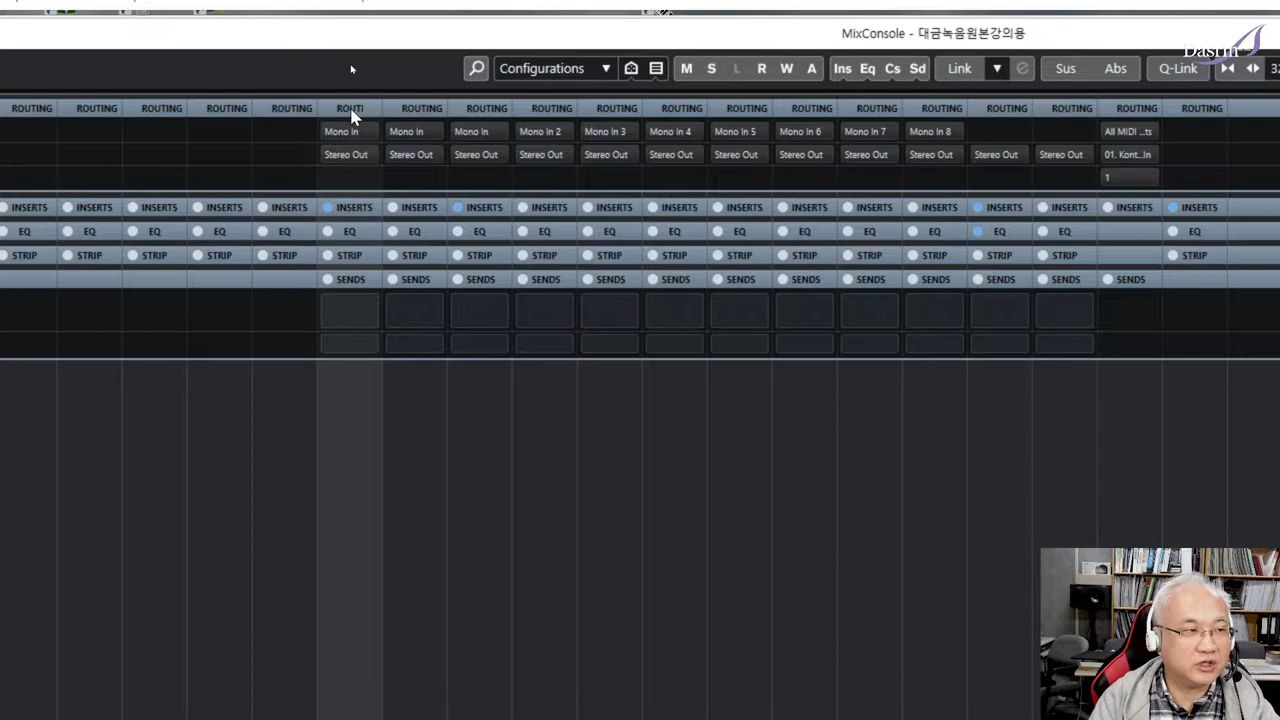 MixConsole - 대금녹음원본강의용
Dasrim
Configurations M S L R W A Ins Eq Cs Sd Link Sus Abs Q-Link
ROUTING ROUTING ROUTING ROUTING ROUTING ROUTI ROUTING ROUTING ROUTING ROUTING ROUTING ROUTING ROUTING ROUTING ROUTING ROUTING ROUTING ROUTING ROUTING
Mono In Mono In Mono In Mono In 2 Mono In 3 Mono In 4 Mono In 5 Mono In 6 Mono In 7 Mono In 8 All MIDI ...ts
Stereo Out Stereo Out Stereo Out Stereo Out Stereo Out Stereo Out Stereo Out Stereo Out Stereo Out Stereo Out Stereo Out Stereo Out 01. Kont...In
1
INSERTS INSERTS INSERTS INSERTS INSERTS INSERTS INSERTS INSERTS INSERTS INSERTS INSERTS INSERTS INSERTS INSERTS INSERTS INSERTS INSERTS INSERTS INSERTS
EQ EQ EQ EQ EQ EQ EQ EQ EQ EQ EQ EQ EQ EQ EQ EQ EQ EQ
STRIP STRIP STRIP STRIP STRIP STRIP STRIP STRIP STRIP STRIP STRIP STRIP STRIP STRIP STRIP STRIP STRIP STRIP
SENDS SENDS SENDS SENDS SENDS SENDS SENDS SENDS SENDS SENDS SENDS SENDS SENDS